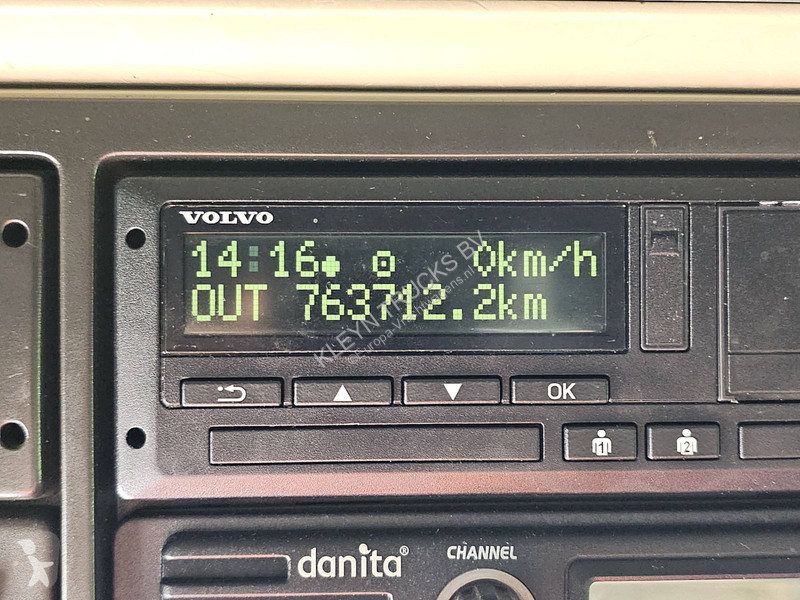 VOLVO
14:16 0km/h
OUT 763712.2km
KLEYN TRUCKS BV
OK
1
2
danita®
CHANNEL